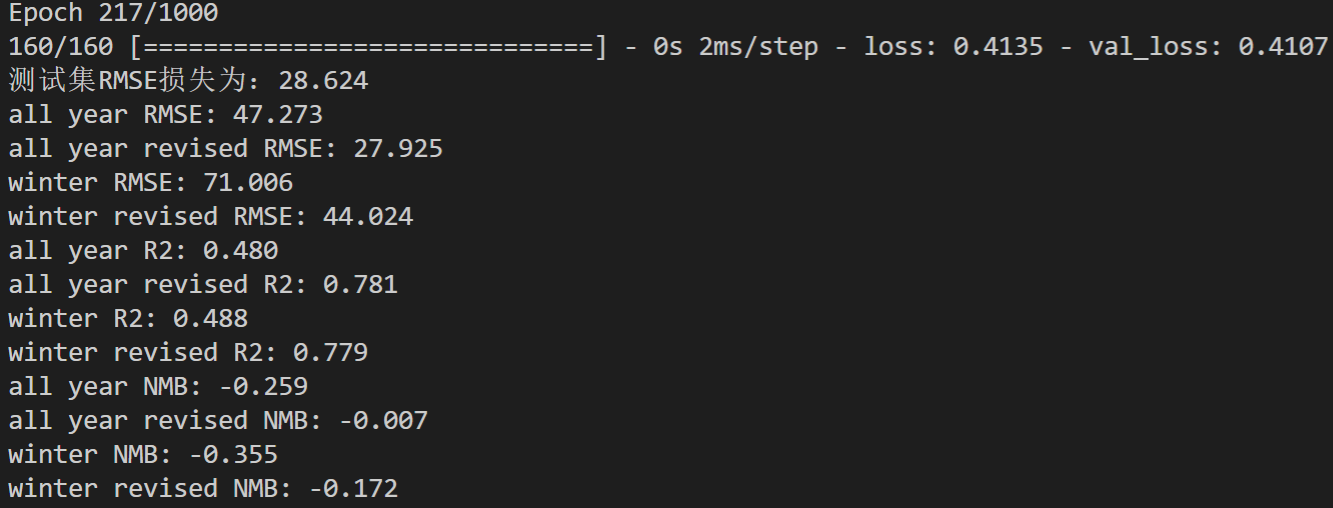 Epoch 217/1000
160/160 [==============================] - 0s 2ms/step - loss: 0.4135 - val_loss: 0.4107
测试集RMSE损失为：28.624
all year RMSE: 47.273
all year revised RMSE: 27.925
winter RMSE: 71.006
winter revised RMSE: 44.024
all year R2: 0.480
all year revised R2: 0.781
winter R2: 0.488
winter revised R2: 0.779
all year NMB: -0.259
all year revised NMB: -0.007
winter NMB: -0.355
winter revised NMB: -0.172